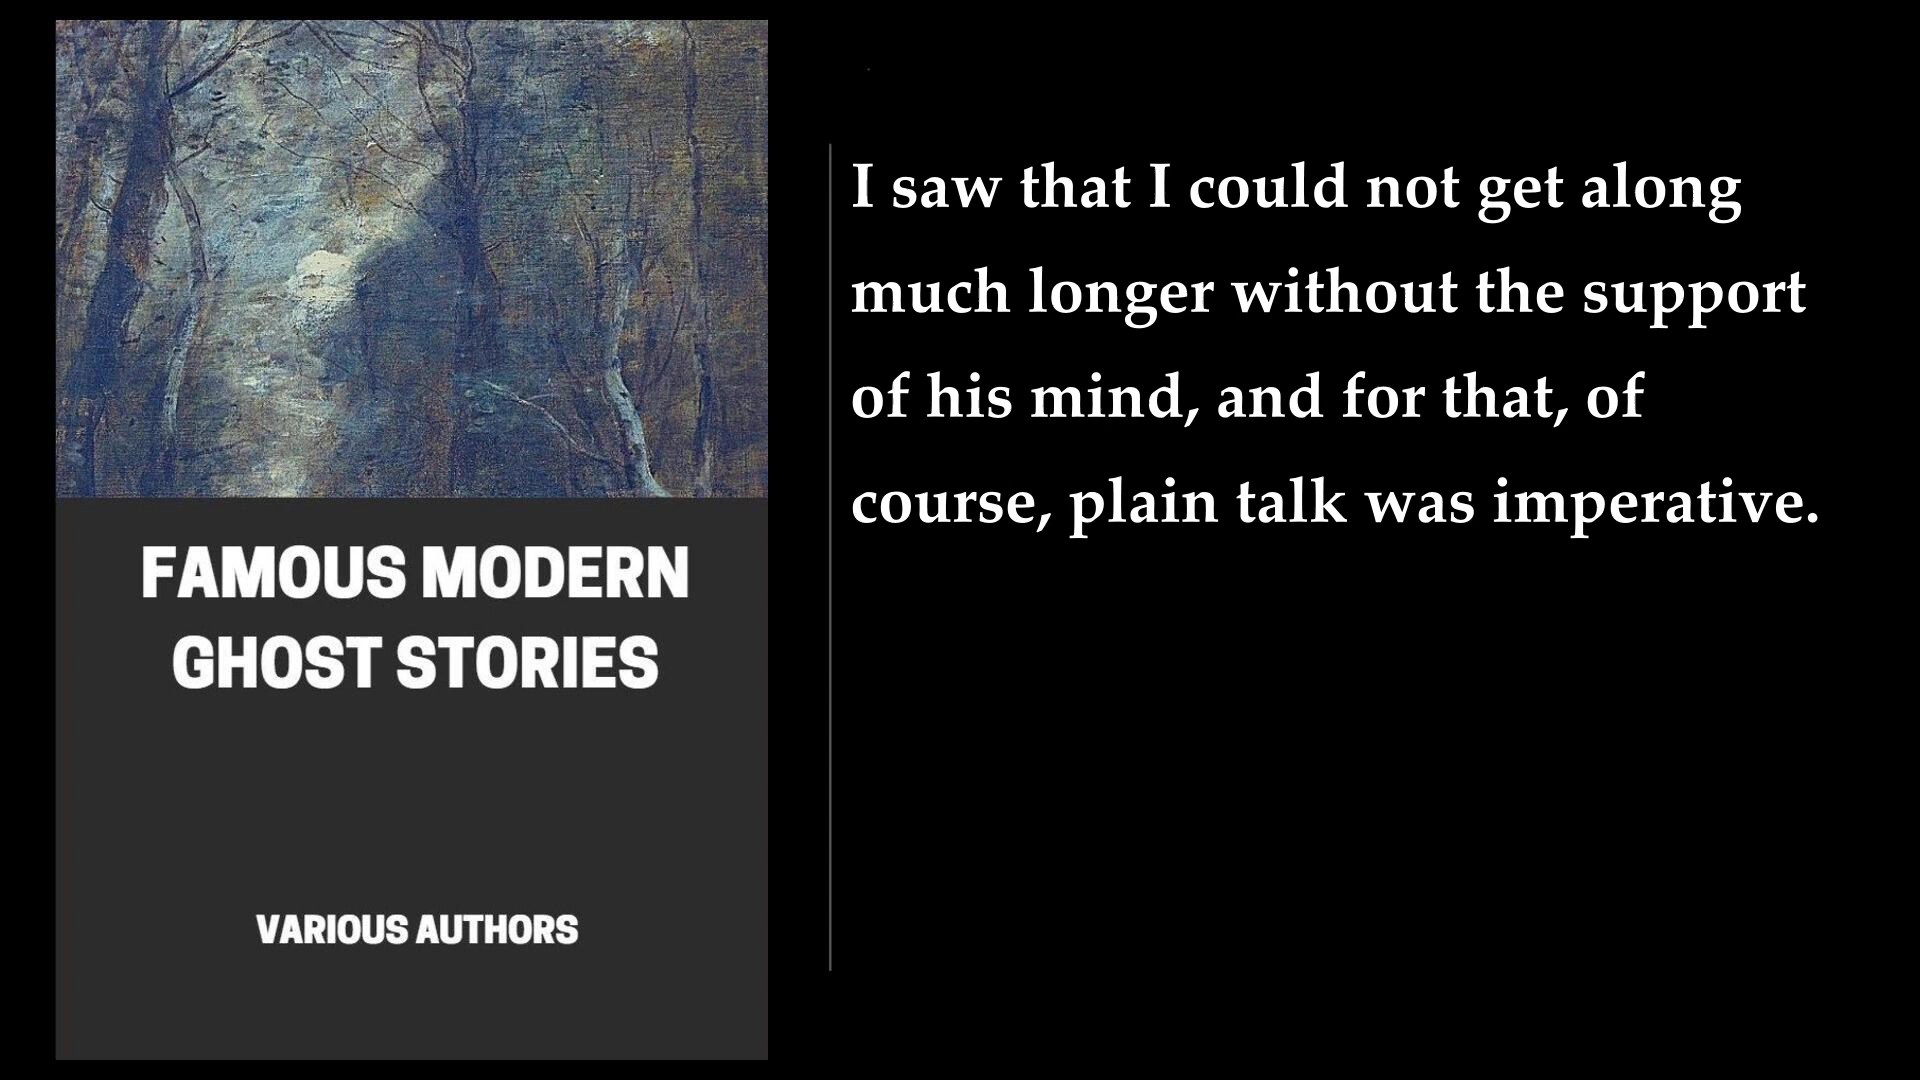 FAMOUS MODERN
GHOST STORIES
VARIOUS AUTHORS
I saw that I could not get along
much longer without the support
of his mind, and for that, of
course, plain talk was imperative.